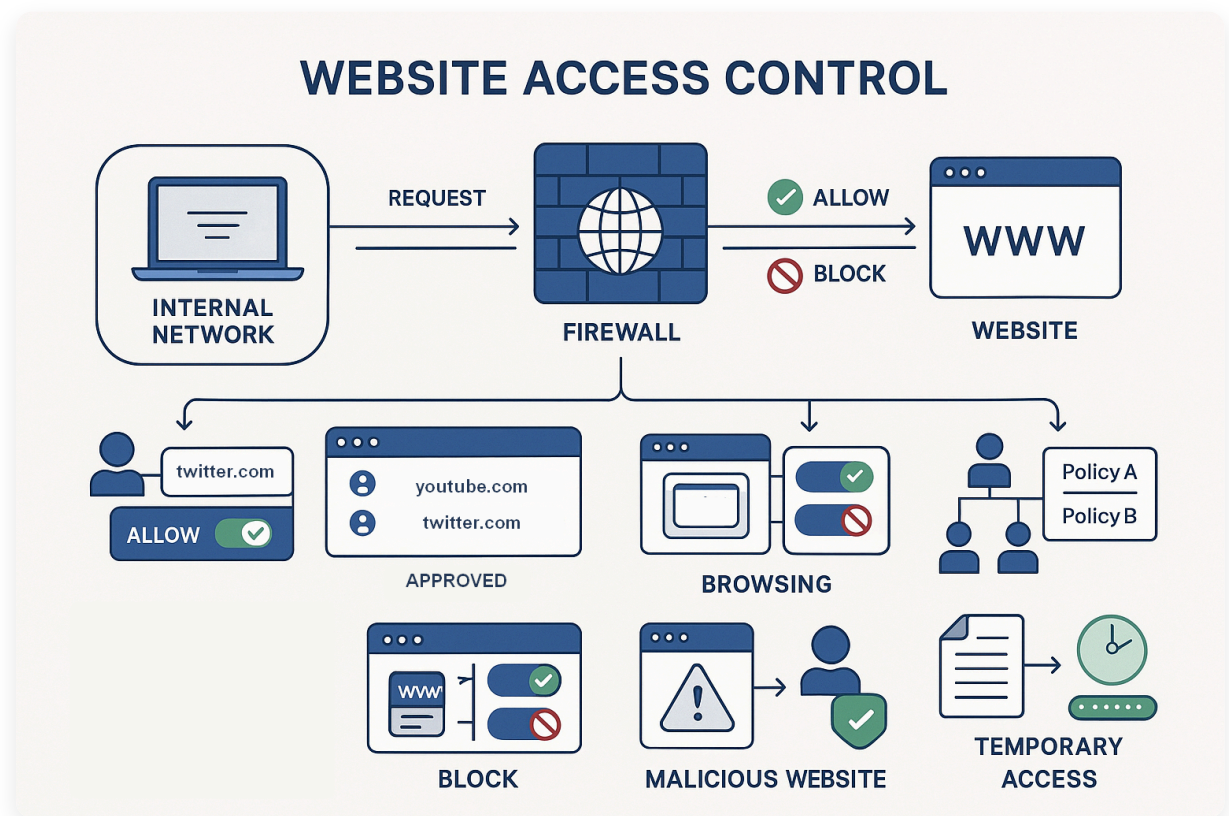 WEBSITE ACCESS CONTROL
REQUEST
ALLOW
BLOCK
WWW
INTERNAL
NETWORK
FIREWALL
WEBSITE
twitter.com
ALLOW
youtube.com
twitter.com
APPROVED
BROWSING
Policy A
Policy B
WWW
BLOCK
MALICIOUS WEBSITE
TEMPORARY
ACCESS